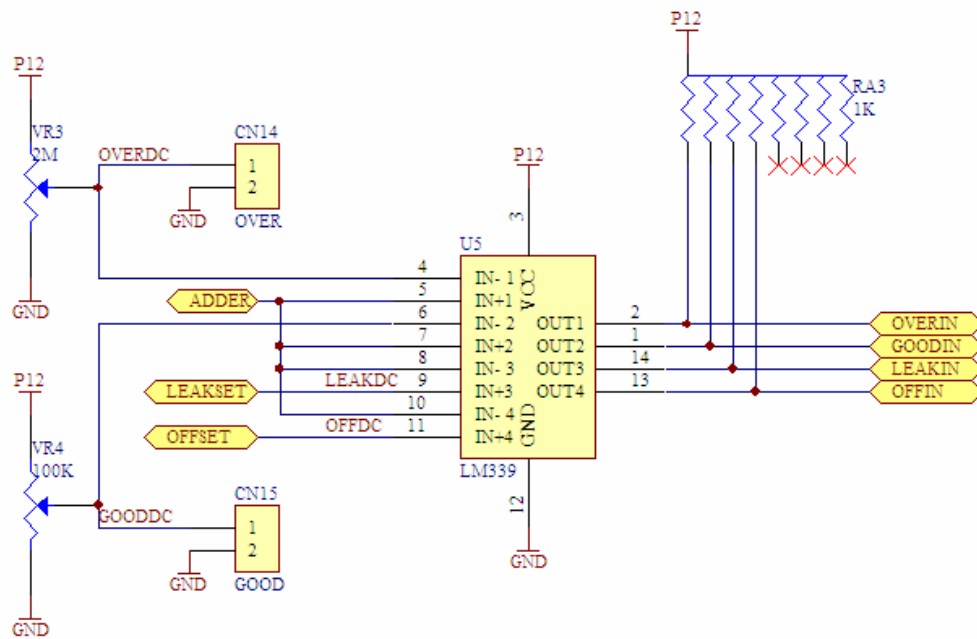 P12
P12
RA3
1K
VR3
2M
OVERDC
CN14
1
2
GND
OVER
P12
3
GND
U5
VCC
4
IN- 1
ADDER
5
IN+1
6
IN- 2
OUT1
2
OVERIN
7
IN+2
OUT2
1
GOODIN
8
IN- 3
OUT3
14
LEAKIN
P12
LEAKSET
LEAKDC
9
IN+3
OUT4
13
OFFIN
10
IN- 4
OFFSET
OFFDC
11
IN+4
GND
VR4
100K
LM339
12
CN15
GOODDC
1
2
GND
GOOD
GND
GND